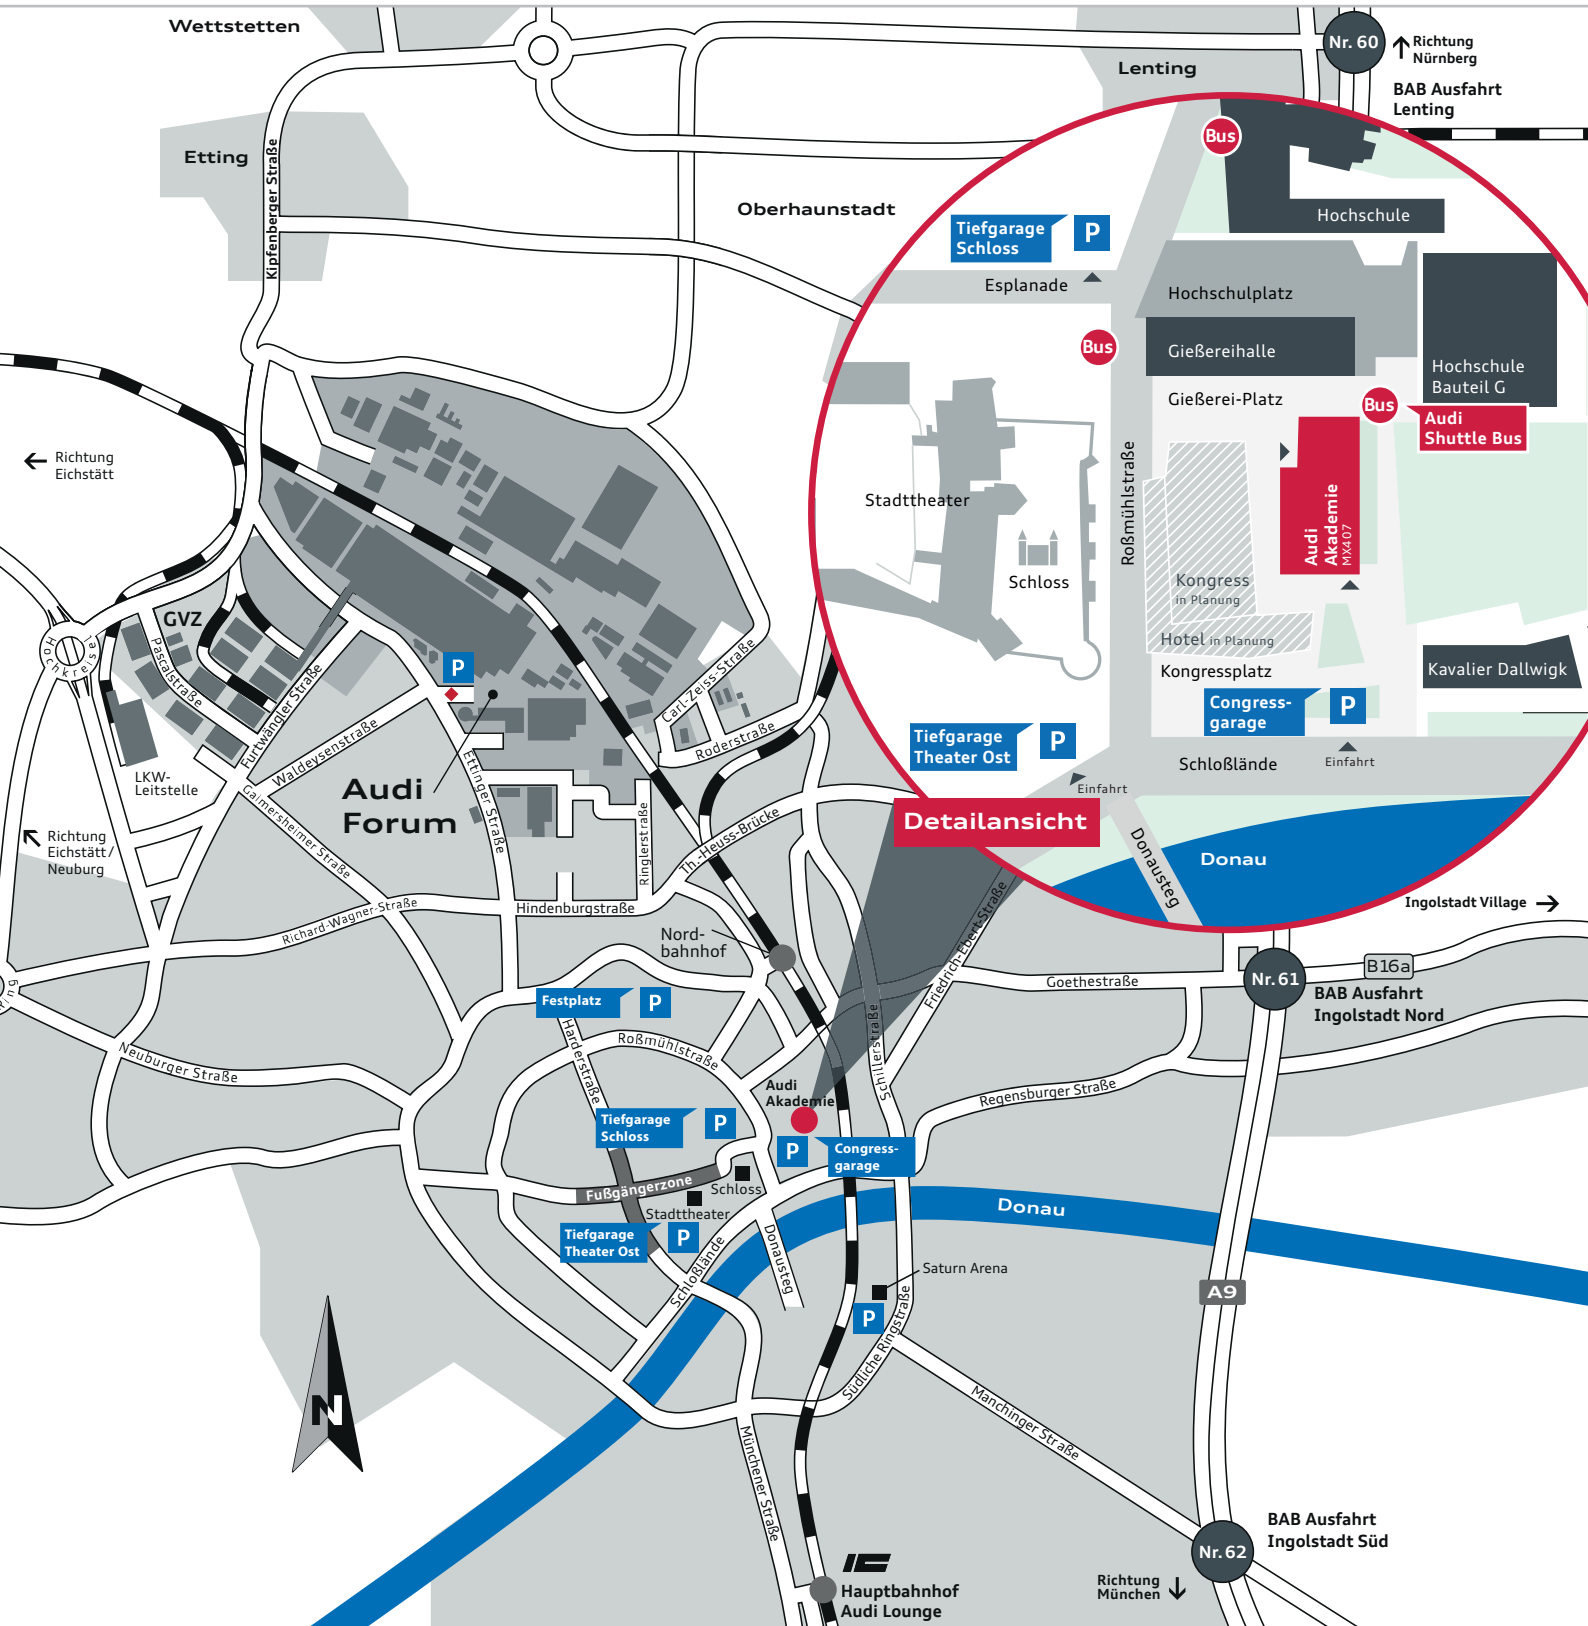 Wettstetten
Nr. 60
Richtung
Nürnberg
Lenting
BAB Ausfahrt
Lenting
Etting
Kipfenberger Straße
Oberhaunstadt
Bus
Hochschule
Tiefgarage
Schloss
P
Esplanade
Hochschulplatz
Bus
Gießereihalle
Hochschule
Bauteil G
Gießerei-Platz
Bus
Audi
Shuttle Bus
Richtung
Eichstätt
Roßmühlstraße
Stadttheater
Audi
Akademie
MX407
Schloss
Kongress
in Planung
Hotel in Planung
Kongressplatz
Kavalier Dallwigk
Congress-
garage
P
Tiefgarage
Theater Ost
P
Schloßlände
Einfahrt
Einfahrt
Detailansicht
Donausteg
Donau
GVZ
Hochkreisel
Pascalstraße
P
Carl-Zeiss-Straße
Furtwängler Straße
Roderstraße
Waldeysenstraße
LKW-
Leitstelle
Audi
Forum
Ettinger Straße
Gaimersheimer Straße
Ringlerstraße
Th.-Heuss-Brücke
Richtung
Eichstätt/
Neuburg
Richard-Wagner-Straße
Hindenburgstraße
Nord-
bahnhof
Friedrich-Ebert-Straße
Ingolstadt Village
B16a
Goethestraße
Nr. 61
BAB Ausfahrt
Ingolstadt Nord
Festplatz
P
Harderstraße
Roßmühlstraße
Schillerstraße
Neuburger Straße
Audi
Akademie
Regensburger Straße
Tiefgarage
Schloss
P
P
Congress-
garage
Fußgängerzone
Schloss
Stadttheater
Donau
Tiefgarage
Theater Ost
P
Schloßlände
Donausteg
Saturn Arena
P
A9
Südliche Ringstraße
N
Manchinger Straße
Münchener Straße
BAB Ausfahrt
Ingolstadt Süd
Nr. 62
IC
Hauptbahnhof
Audi Lounge
Richtung
München